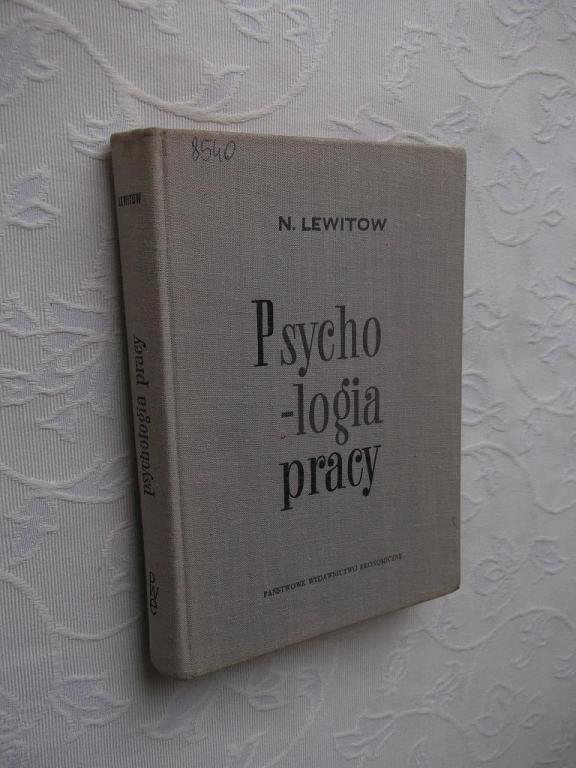 8540
N. LEWITOW
Psycho
-logia
pracy
PAŃSTWOWE WYDAWNICTWO EKONOMICZNE
LEWITOW
psychologia pracy
PWE